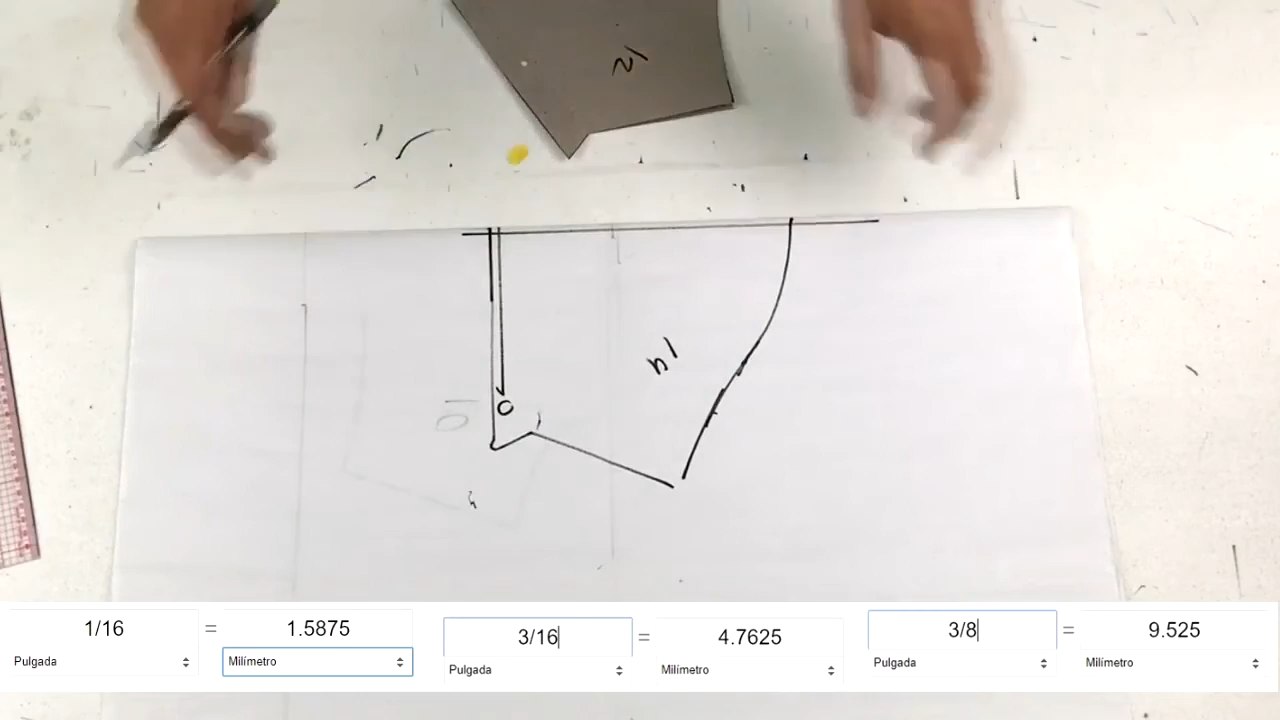 1/16 = 1.5875 3/16 = 4.7625 3/8 = 9.525
Pulgada Milímetro Pulgada Milímetro Pulgada Milímetro